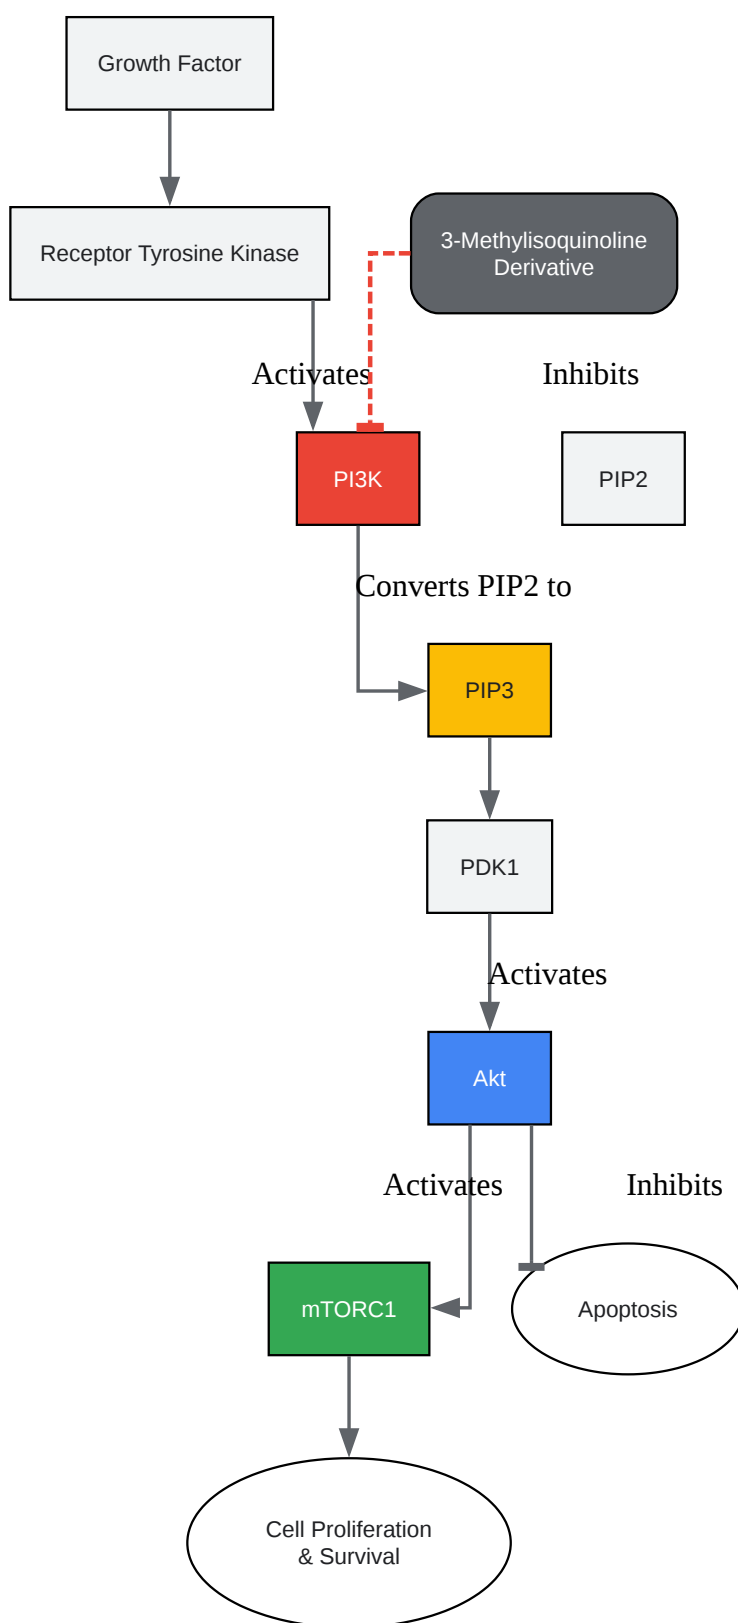 Growth Factor
Receptor Tyrosine Kinase
3-Methylisoquinoline
Derivative
Activates
Inhibits
PI3K
PIP2
Converts PIP2 to
PIP3
PDK1
Activates
Akt
Activates
Inhibits
mTORC1
Apoptosis
Cell Proliferation
& Survival